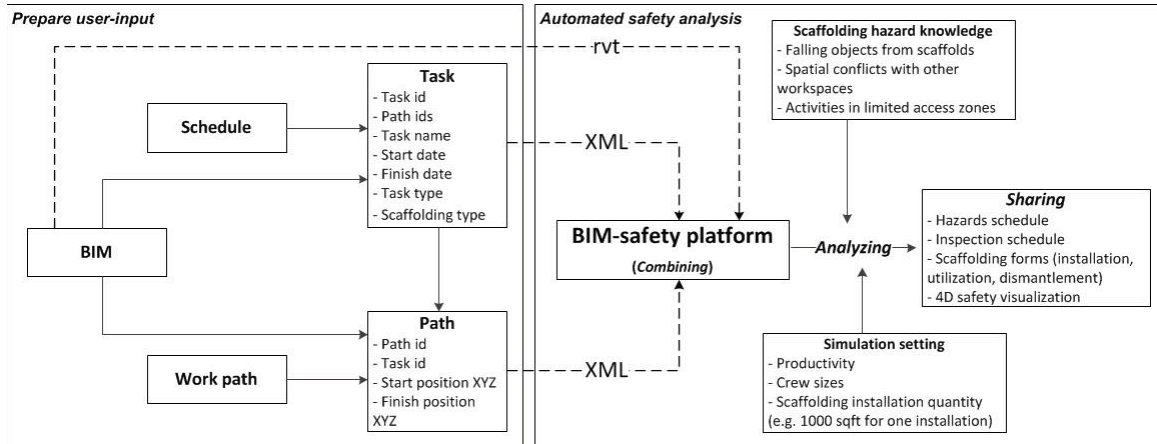 Prepare user-input
Automated safety analysis
rvt
Task
- Task id
- Path ids
- Task name
- Start date
- Finish date
- Task type
- Scaffolding type
Schedule
BIM
Work path
Path
- Path id
- Task id
- Start position XYZ
- Finish position
XYZ
XML
XML
BIM-safety platform
(Combining)
Scaffolding hazard knowledge
- Falling objects from scaffolds
- Spatial conflicts with other
workspaces
- Activities in limited access zones
Analyzing
Simulation setting
- Productivity
- Crew sizes
- Scaffolding installation quantity
(e.g. 1000 sqft for one installation)
Sharing
- Hazards schedule
- Inspection schedule
- Scaffolding forms (installation,
utilization, dismantlement)
- 4D safety visualization